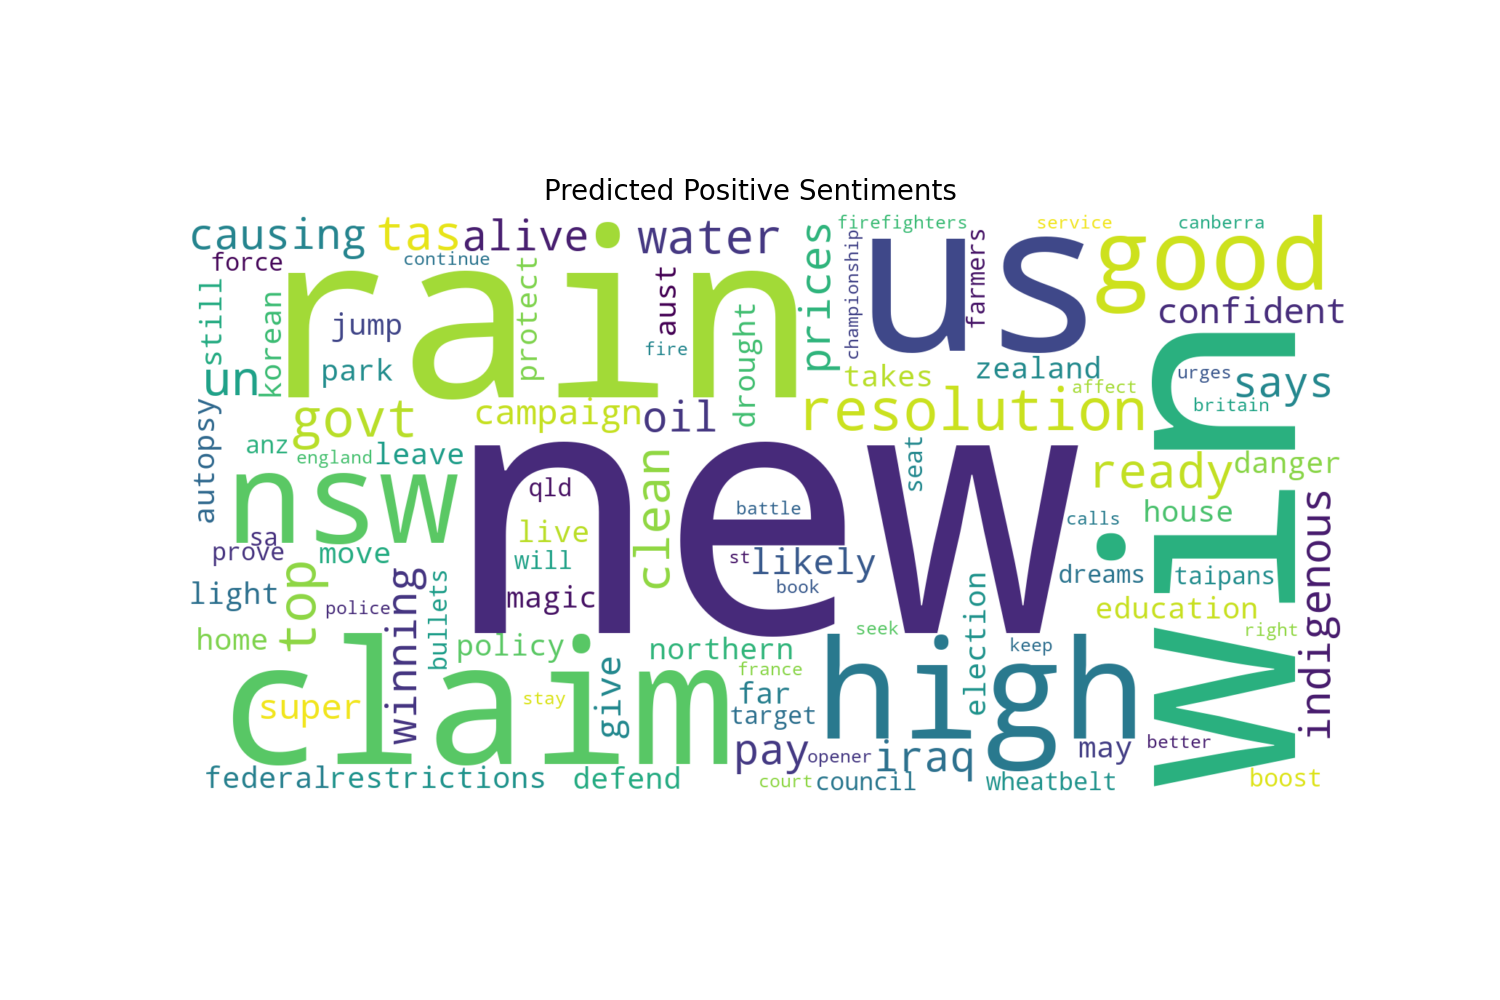 Predicted Positive Sentiments
causing
tas
alive
water
prices
firefighters
service
canberra
force
continue
rain
us
good
championship
farmers
protect
aust
confident
still
korean
jump
drought
fire
un
park
zealand
takes
affect
urges
says
britain
win
govt
campaign
oil
resolution
autopsy
anz
england
leave
new
seat
ready
danger
nsw
qld
clean
battle
calls
house
indigenous
sa
prove
move
live
will
st
likely
dreams
taipans
light
top
police
winning
bullets
magic
book
election
education
home
policy
northern
seek
keep
right
claim
high
super
stay
give
france
far
target
pay
opener
iraq
may
better
federal
restrictions
defend
court
council
wheatbelt
boost